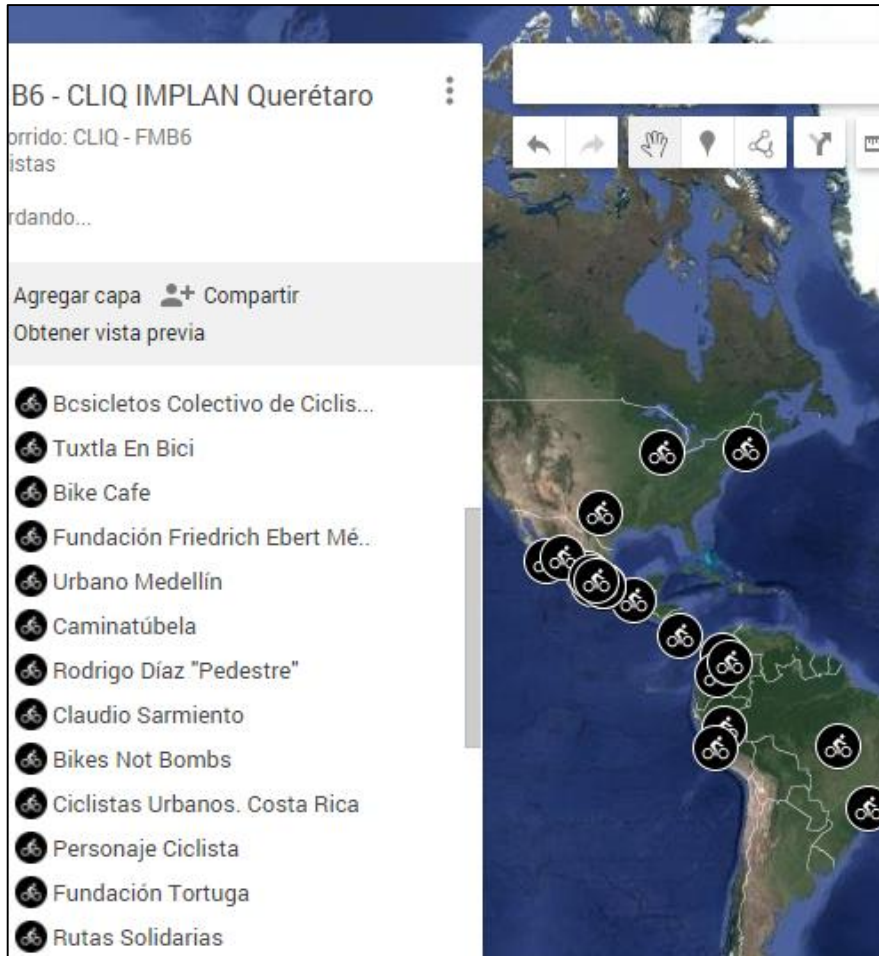 B6 - CLIQ IMPLAN Querétaro
orrido: CLIQ - FMB6
istas
rdando...
Agregar capa Compartir
Obtener vista previa
Bcsicletos Colectivo de Ciclis...
Tuxtla En Bici
Bike Cafe
Fundación Friedrich Ebert Mé..
Urbano Medellín
Caminatúbela
Rodrigo Díaz "Pedestre"
Claudio Sarmiento
Bikes Not Bombs
Ciclistas Urbanos. Costa Rica
Personaje Ciclista
Fundación Tortuga
Rutas Solidarias